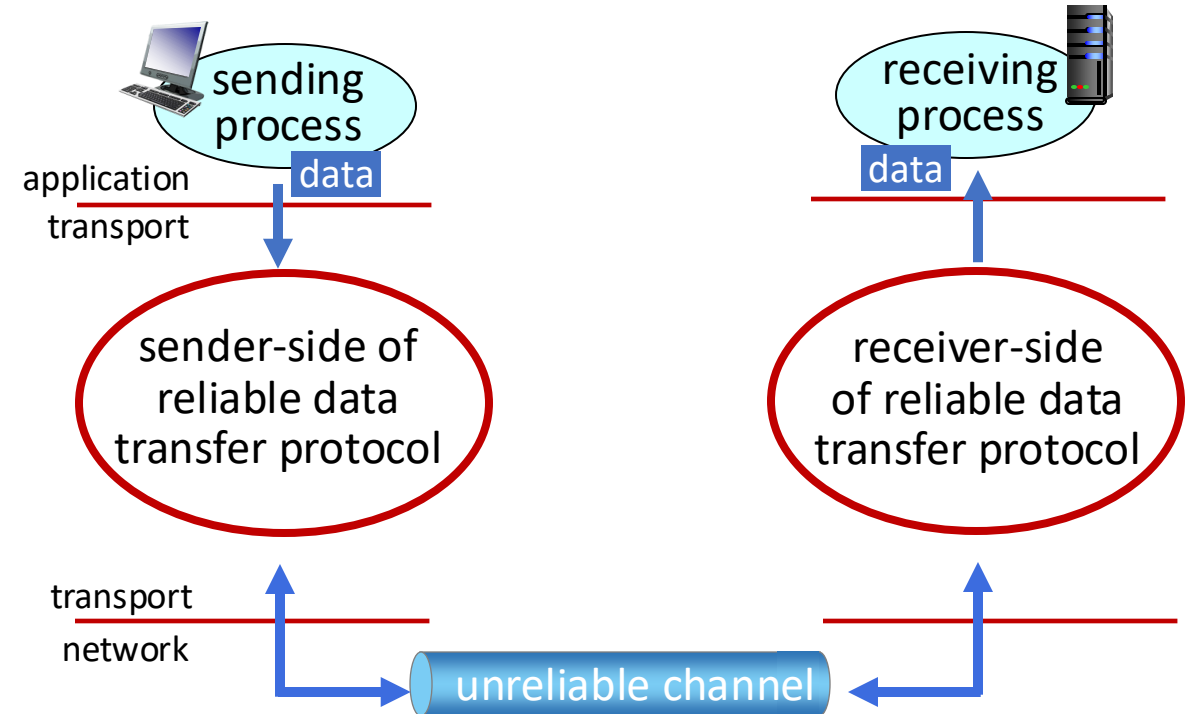 sending
process
data
application
transport
receiving
process
data
sender-side of
reliable data
transfer protocol
receiver-side
of reliable data
transfer protocol
transport
network
unreliable channel